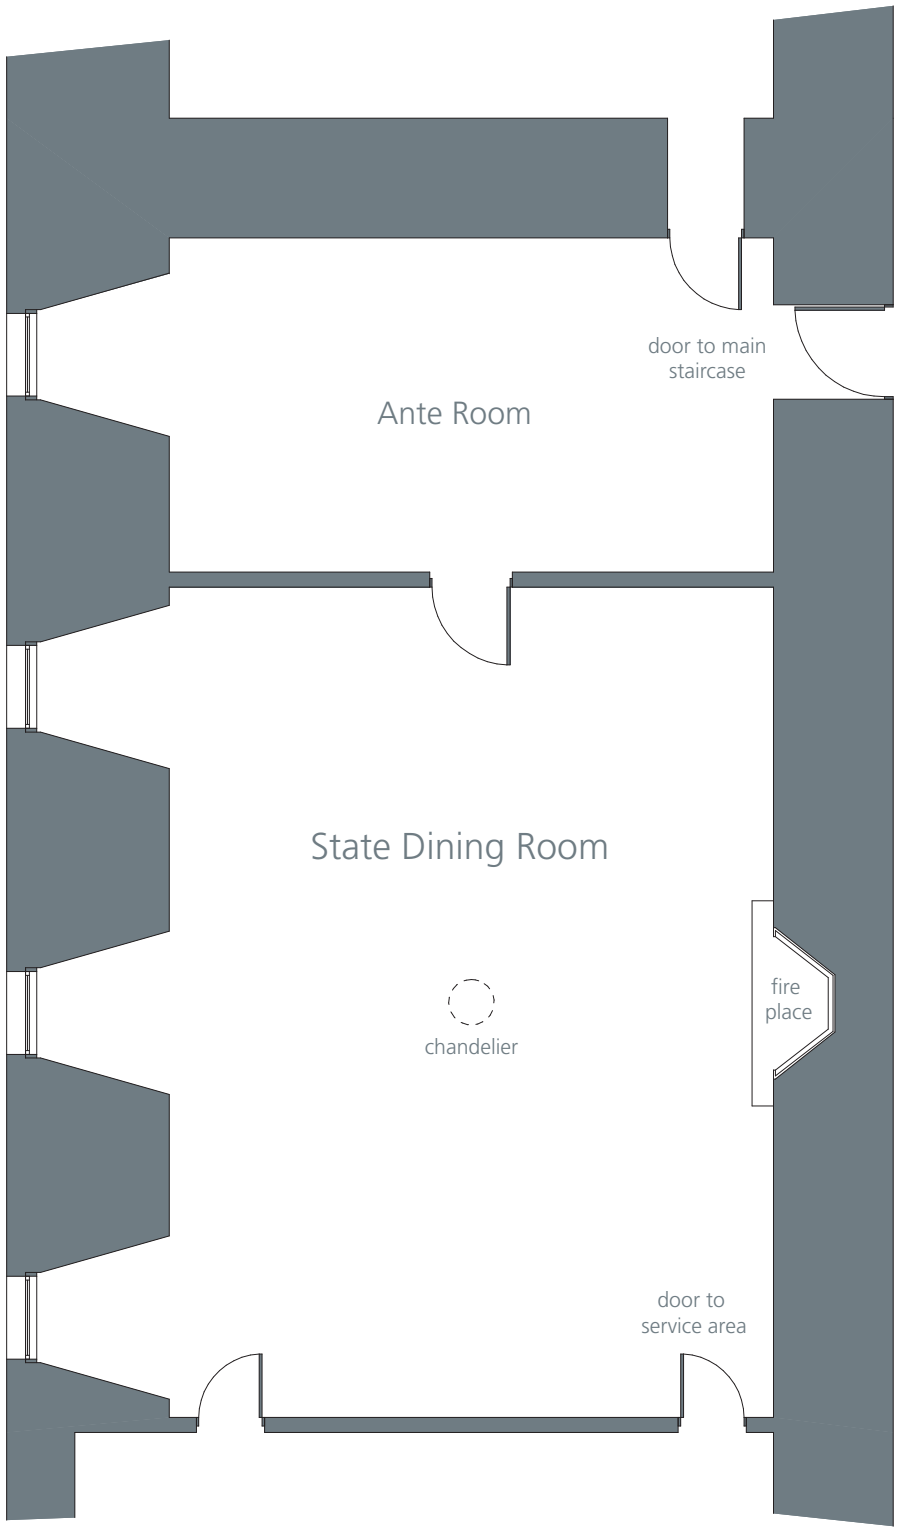 door to main
staircase
Ante Room
State Dining Room
fire
place
chandelier
door to
service area